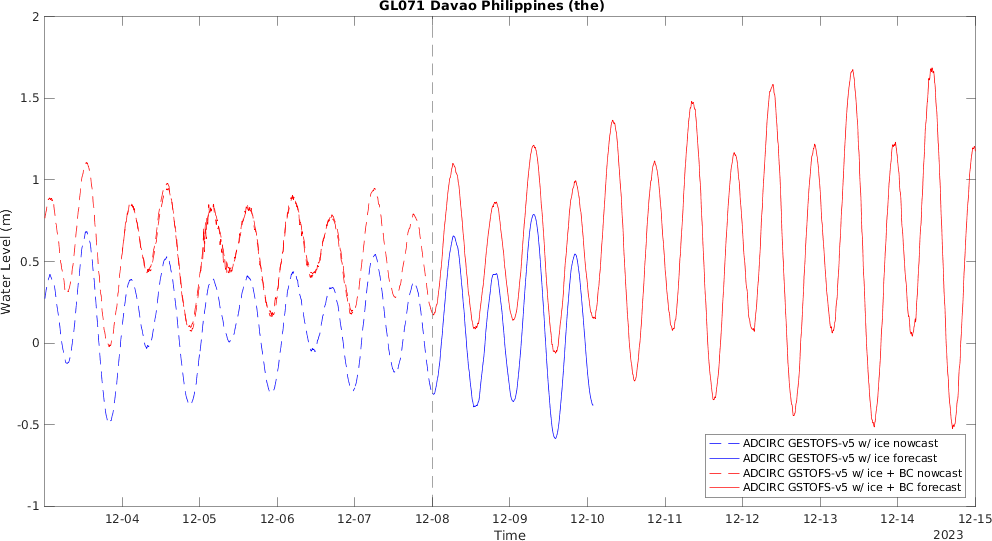 GL071 Davao Philippines (the)
2
1.5
1
0.5
0
-0.5
-1
Water Level (m)
ADCIRC GESTOFS-v5 w/ ice nowcast
ADCIRC GESTOFS-v5 w/ ice forecast
ADCIRC GSTOFS-v5 w/ ice + BC nowcast
ADCIRC GSTOFS-v5 w/ ice + BC forecast
12-04 12-05 12-06 12-07 12-08 12-09 12-10 12-11 12-12 12-13 12-14 12-15
Time
2023